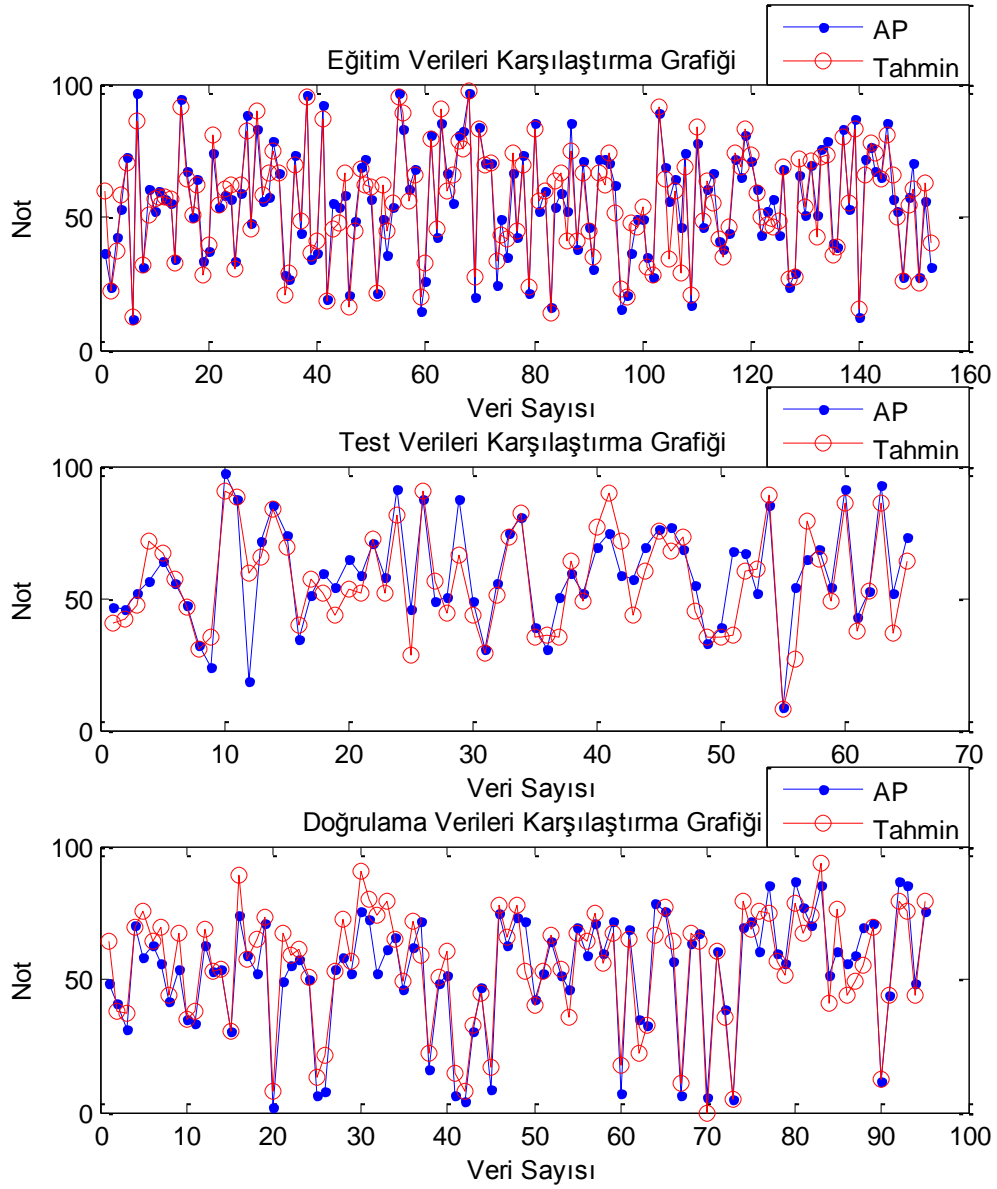 AP
Tahmin
Eğitim Verileri Karşılaştırma Grafiği
100
50
0
Not
0 20 40 60 80 100 120 140 160
Veri Sayısı
AP
Tahmin
Test Verileri Karşılaştırma Grafiği
100
50
0
Not
0 10 20 30 40 50 60 70
Veri Sayısı
AP
Tahmin
Doğrulama Verileri Karşılaştırma Grafiği
100
50
0
Not
0 10 20 30 40 50 60 70 80 90 100
Veri Sayısı